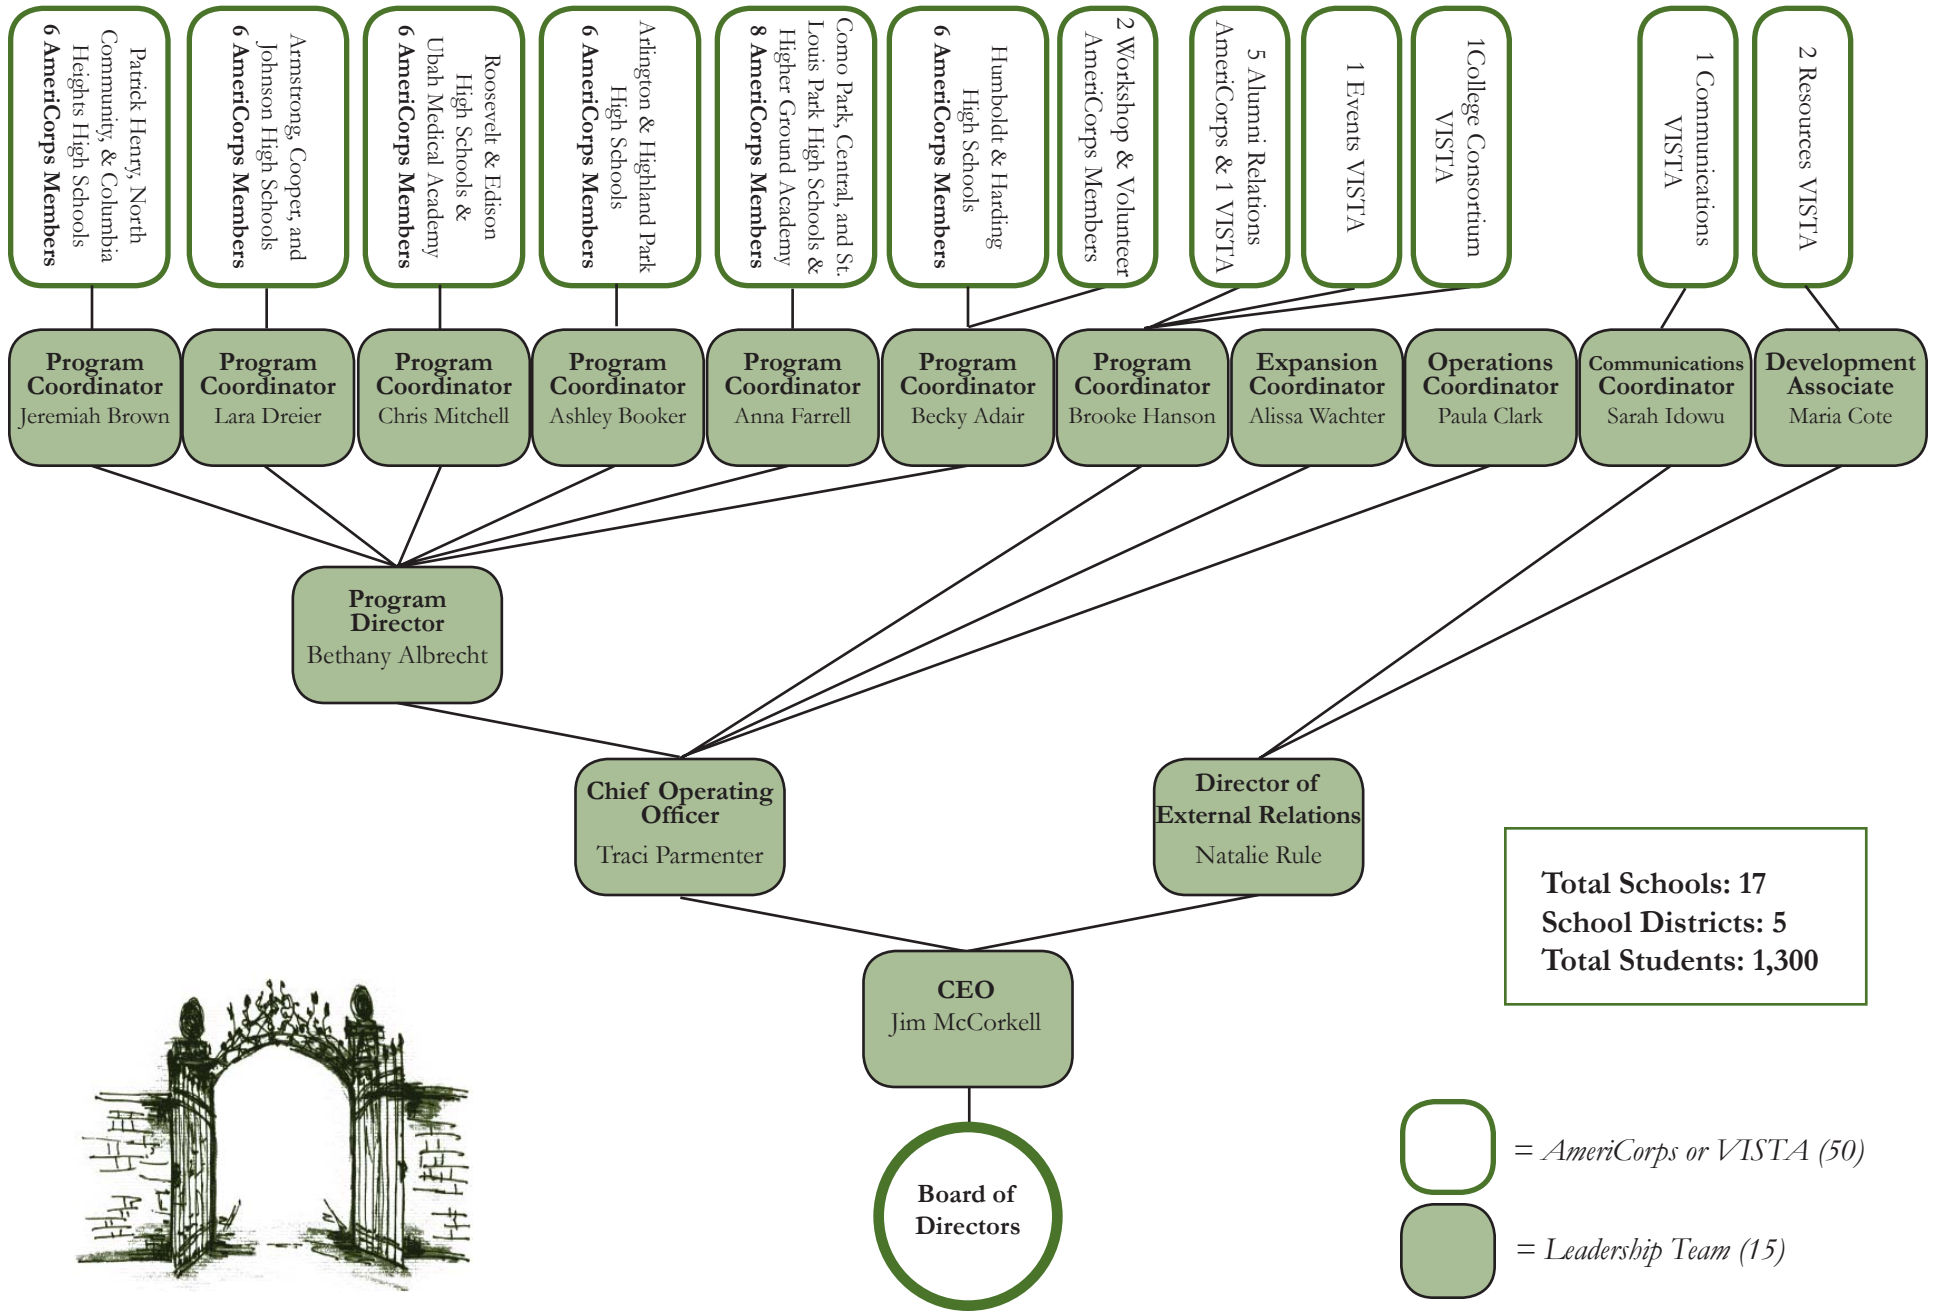 Patrick Henry, North
Community, & Columbia
Heights High Schools
6 AmeriCorps Members
Armstrong, Cooper, and
Johnson High Schools
6 AmeriCorps Members
Roosevelt & Edison
High Schools &
Ubah Medical Academy
6 AmeriCorps Members
Arlington & Highland Park
High Schools
6 AmeriCorps Members
Como Park, Central, and St.
Louis Park High Schools &
Higher Ground Academy
8 AmeriCorps Members
Humboldt & Harding
High Schools
6 AmeriCorps Members
2 Workshop & Volunteer
AmeriCorps Members
5 Alumni Relations
AmeriCorps & 1 VISTA
1 Events VISTA
1College Consortium
VISTA
1 Communications
VISTA
2 Resources VISTA
Program
Coordinator
Jeremiah Brown
Program
Coordinator
Lara Dreier
Program
Coordinator
Chris Mitchell
Program
Coordinator
Ashley Booker
Program
Coordinator
Anna Farrell
Program
Coordinator
Becky Adair
Program
Coordinator
Brooke Hanson
Expansion
Coordinator
Alissa Wachter
Operations
Coordinator
Paula Clark
Communications
Coordinator
Sarah Idowu
Development
Associate
Maria Cote
Program
Director
Bethany Albrecht
Chief Operating
Officer
Traci Parmenter
Director of
External Relations
Natalie Rule
Total Schools: 17
School Districts: 5
Total Students: 1,300
CEO
Jim McCorkell
Board of
Directors
= AmeriCorps or VISTA (50)
= Leadership Team (15)